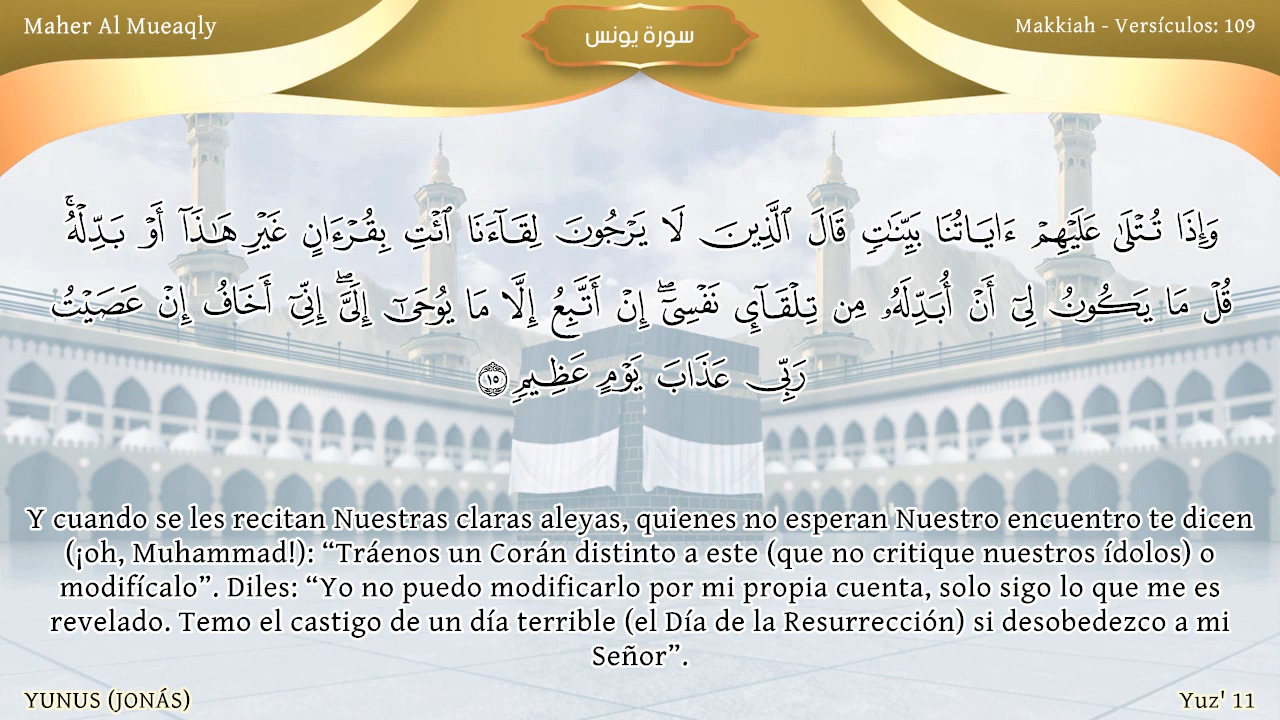 Maher Al Mueaqly
سورة يونس
Makkiah - Versículos: 109
وَإِذَا تُتْلَىٰ عَلَيْهِمْ ءَايَاتُنَا بَيِّنَٰتٍ قَالَ ٱلَّذِينَ لَا يَرْجُونَ لِقَآءَنَا ٱئْتِ بِقُرْءَانٍ غَيْرِ هَٰذَآ أَوْ بَدِّلْهُ ۚ
قُلْ مَا يَكُونُ لِىٓ أَنْ أُبَدِّلَهُۥ مِن تِلْقَآئِ نَفْسِىٓ ۖ إِنْ أَتَّبِعُ إِلَّا مَا يُوحَىٰٓ إِلَىَّ ۖ إِنِّىٓ أَخَافُ إِنْ عَصَيْتُ
رَبِّى عَذَابَ يَوْمٍ عَظِيمٍ ١٥
Y cuando se les recitan Nuestras claras aleyas, quienes no esperan Nuestro encuentro te dicen
(¡oh, Muhammad!): “Tráenos un Corán distinto a este (que no critique nuestros ídolos) o
modifícalo”. Diles: “Yo no puedo modificarlo por mi propia cuenta, solo sigo lo que me es
revelado. Temo el castigo de un día terrible (el Día de la Resurrección) si desobedezco a mi
Señor”.
YUNUS (JONÁS)
Yuz' 11